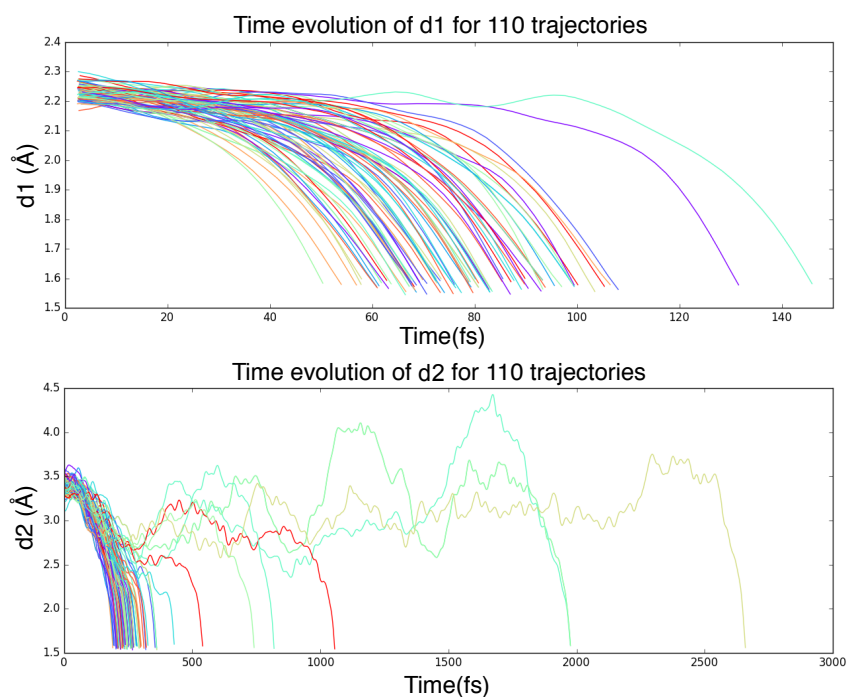 Time evolution of d1 for 110 trajectories
2.4
2.3
2.2
2.1
2.0
1.9
1.8
1.7
1.6
1.5
d1 (Å)
0 20 40 60 80 100 120 140
Time(fs)
Time evolution of d2 for 110 trajectories
4.5
4.0
3.5
3.0
2.5
2.0
1.5
d2 (Å)
0 500 1000 1500 2000 2500 3000
Time(fs)